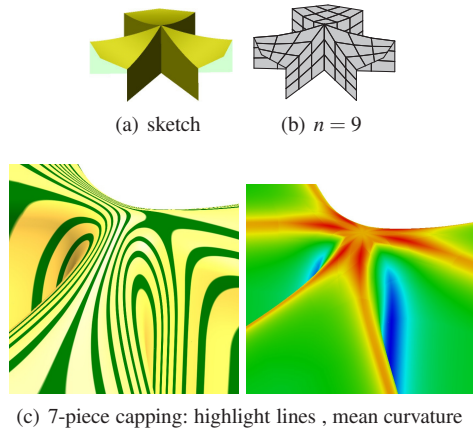 (a) sketch
(b) n = 9
(c) 7-piece capping: highlight lines , mean curvature